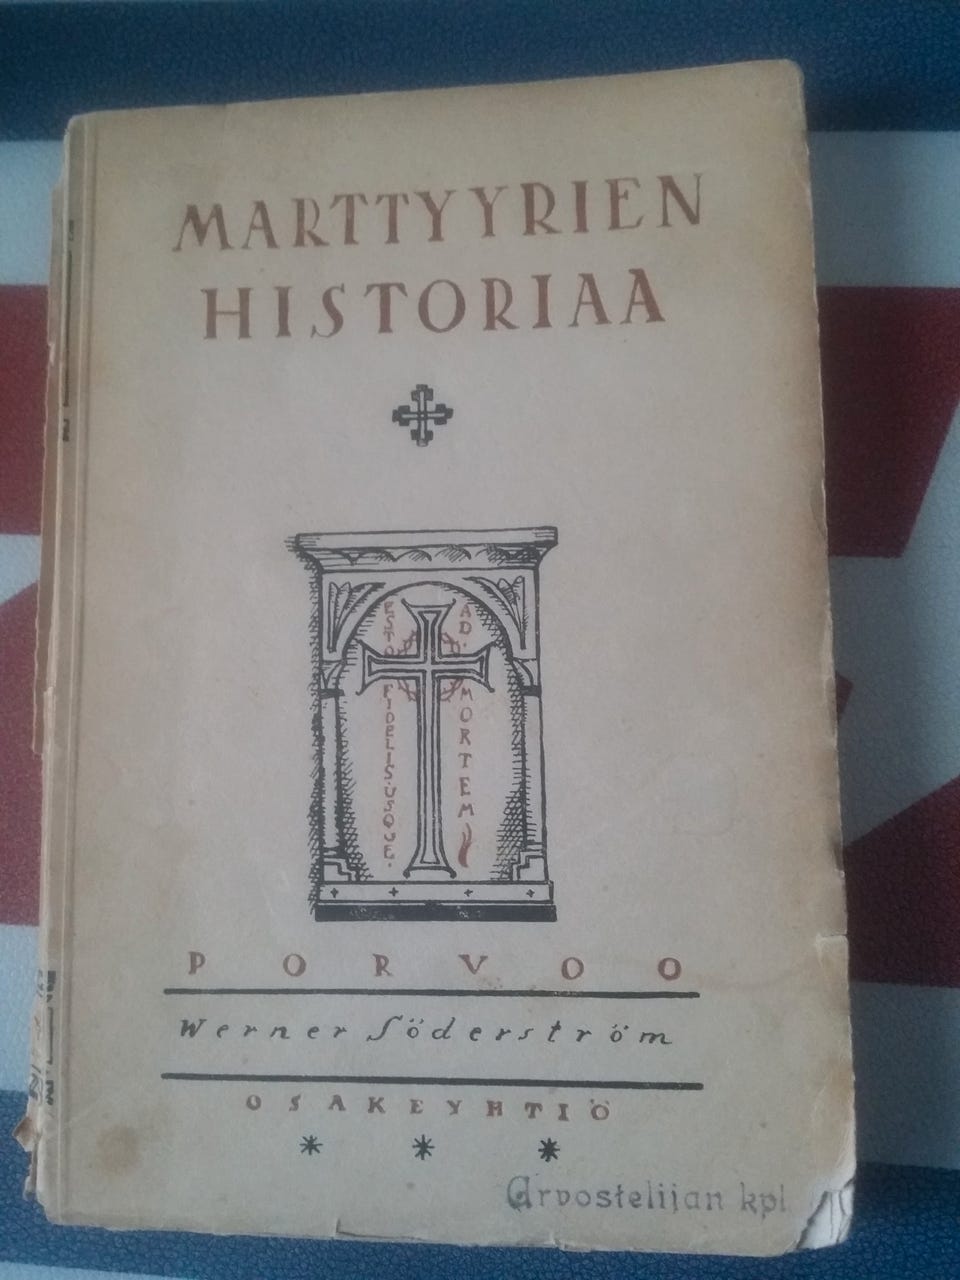 MARTTYYRIEN
HISTORIAA
ESTO FIDELIS.USQUE.
AD. MORTEM
PORVOO
Werner Söderström
OSAKEYHTIÖ
* * *
Arvostelijan kpl